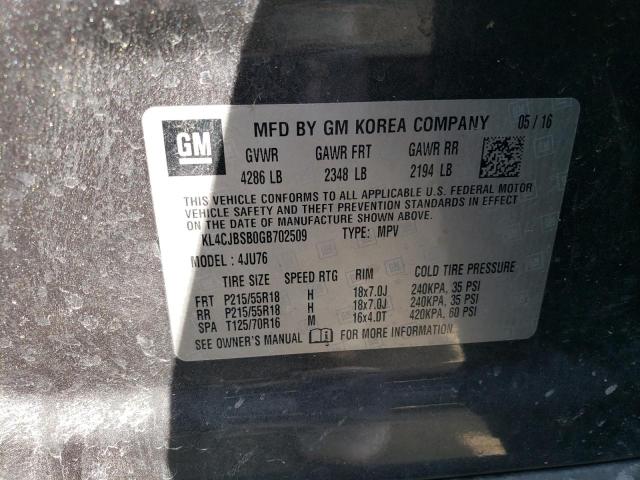 GM MFD BY GM KOREA COMPANY 05 / 16
GVWR GAWR FRT GAWR RR
4286 LB 2348 LB 2194 LB
THIS VEHICLE CONFORMS TO ALL APPLICABLE U.S. FEDERAL MOTOR
VEHICLE SAFETY AND THEFT PREVENTION STANDARDS IN EFFECT
ON THE DATE OF MANUFACTURE SHOWN ABOVE.
KL4CJBSB0GB702509 TYPE: MPV
MODEL : 4JU76
TIRE SIZE SPEED RTG RIM COLD TIRE PRESSURE
FRT P215/55R18 H 18x7.0J 240KPA, 35 PSI
RR P215/55R18 H 18x7.0J 240KPA, 35 PSI
SPA T125/70R16 M 16x4.0T 420KPA, 60 PSI
SEE OWNER'S MANUAL FOR ADDITIONAL INFORMATION